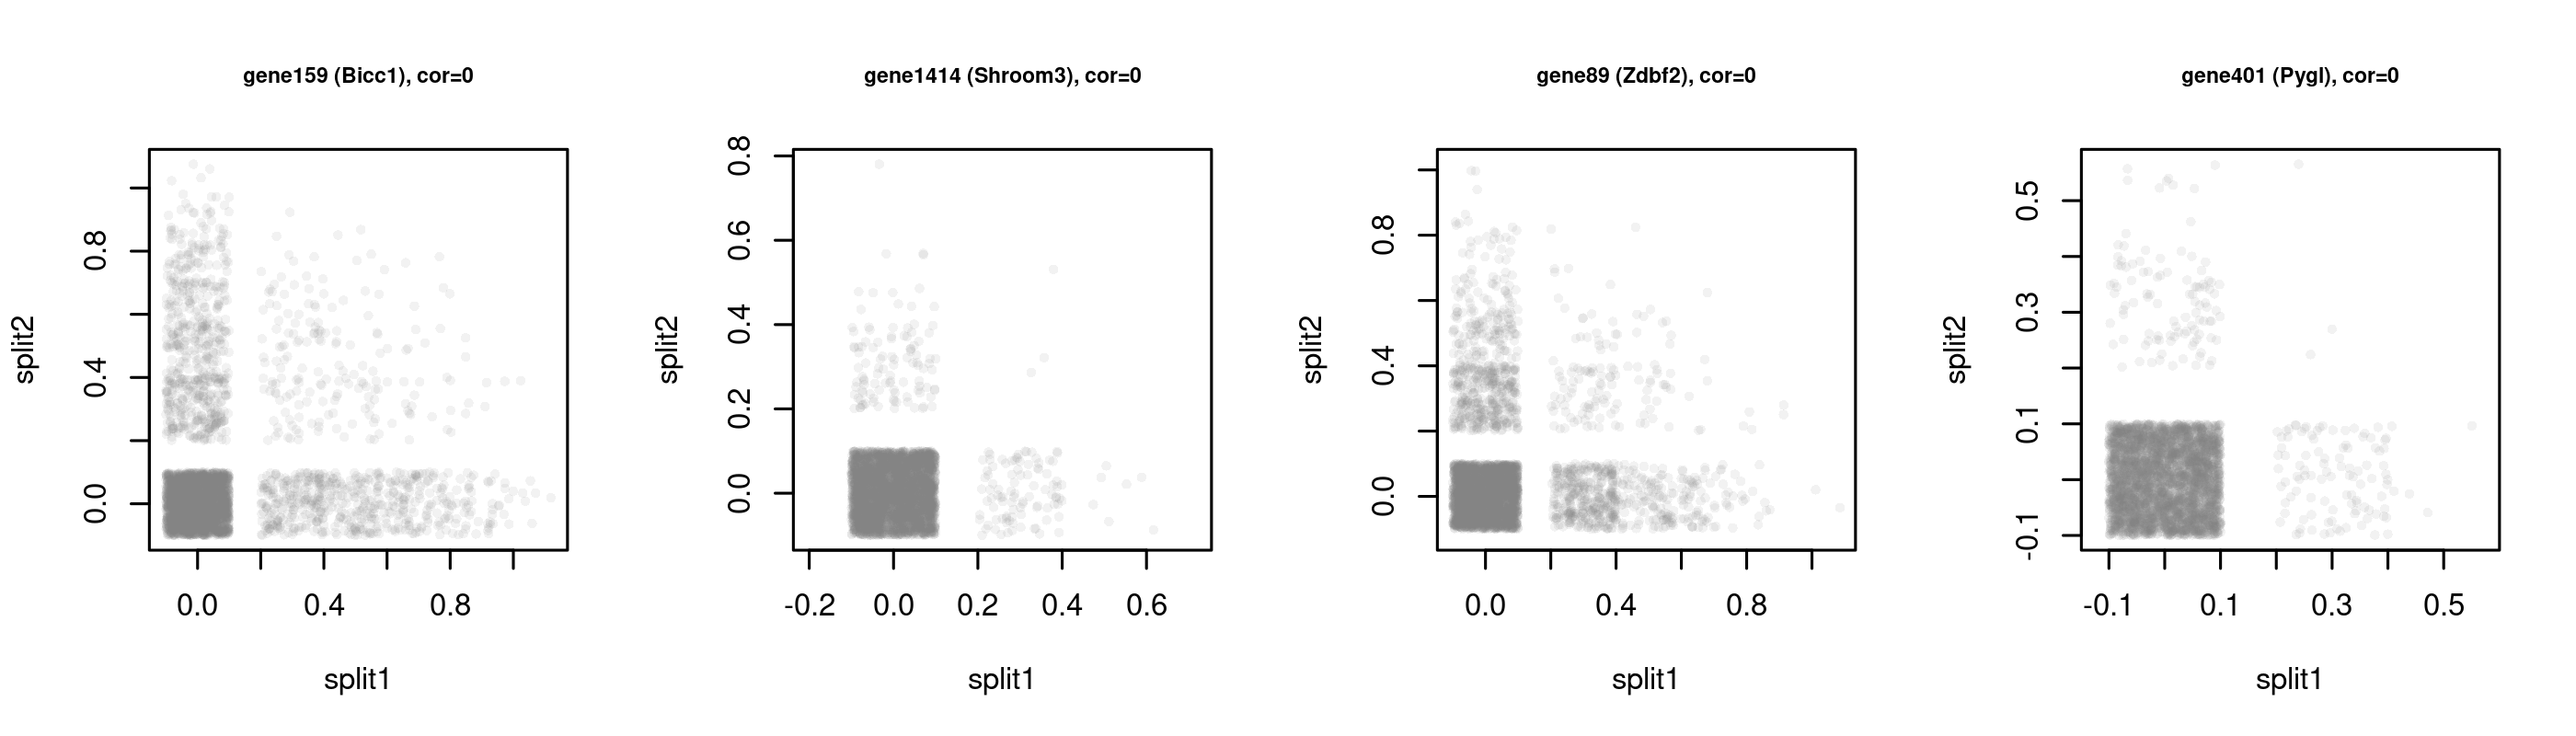 gene159 (Bicc1), cor=0
split2
0.0 0.4 0.8
0.0 0.4 0.8
split1
gene1414 (Shroom3), cor=0
split2
0.0 0.2 0.4 0.6 0.8
-0.2 0.0 0.2 0.4 0.6
split1
gene89 (Zdbf2), cor=0
split2
0.0 0.4 0.8
0.0 0.4 0.8
split1
gene401 (Pygl), cor=0
split2
-0.1 0.1 0.3 0.5
-0.1 0.1 0.3 0.5
split1